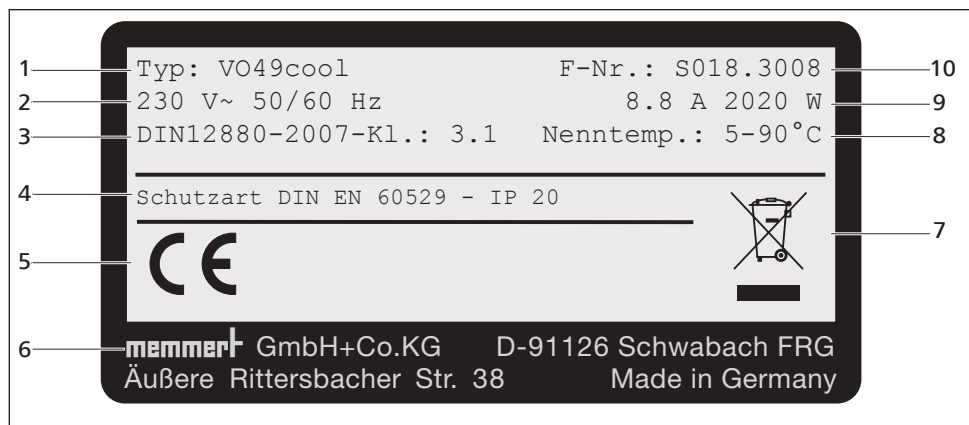 1 Typ: VO49cool F-Nr.: S018.3008 10
2 230 V~ 50/60 Hz 8.8 A 2020 W 9
3 DIN12880-2007-Kl.: 3.1 Nenntemp.: 5-90°C 8
4 Schutzart DIN EN 60529 - IP 20
5 CE 7
6 memmert GmbH+Co.KG D-91126 Schwabach FRG
Äußere Rittersbacher Str. 38 Made in Germany